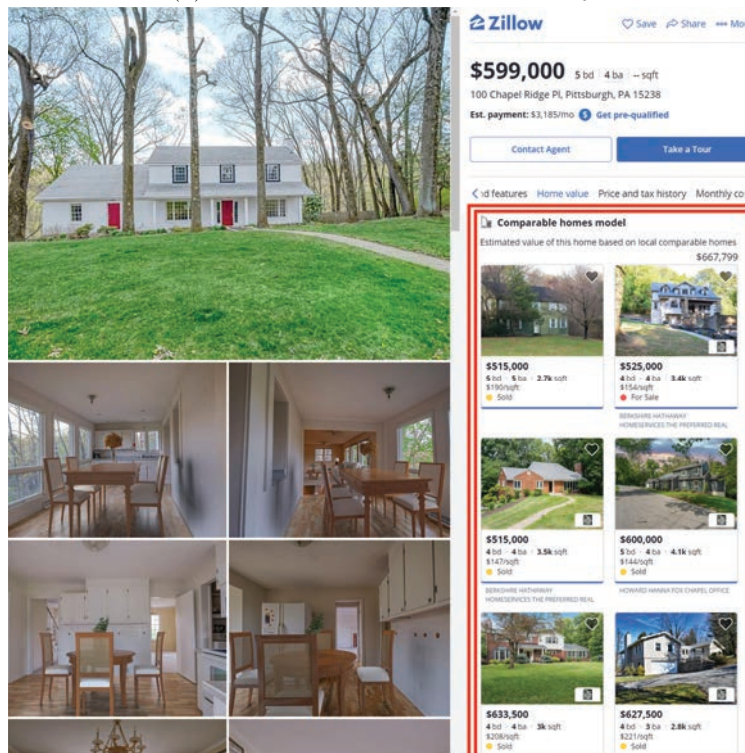 Zillow
Save Share Mo
$599,000 5 bd 4 ba -- sqft
100 Chapel Ridge Pl, Pittsburgh, PA 15238
Est. payment: $3,185/mo $ Get pre-qualified
Contact Agent Take a Tour
d features Home value Price and tax history Monthly co
Comparable homes model
Estimated value of this home based on local comparable homes
$667,799
$515,000
5 bd · 5 ba · 2.7k sqft
$190/sqft
Sold
$525,000
4 bd · 4 ba · 3.4k sqft
$154/sqft
For Sale
BERKSHIRE HATHAWAY
HOMESERVICES THE PREFERRED REAL
$515,000
4 bd · 4 ba · 3.5k sqft
$147/sqft
Sold
BERKSHIRE HATHAWAY
HOMESERVICES THE PREFERRED REAL
$600,000
5 bd · 4 ba · 4.1k sqft
$144/sqft
Sold
HOWARD HANNA FOX CHAPEL OFFICE
$633,500
4 bd · 4 ba · 3k sqft
$208/sqft
Sold
$627,500
4 bd · 3 ba · 2.8k sqft
$221/sqft
Sold